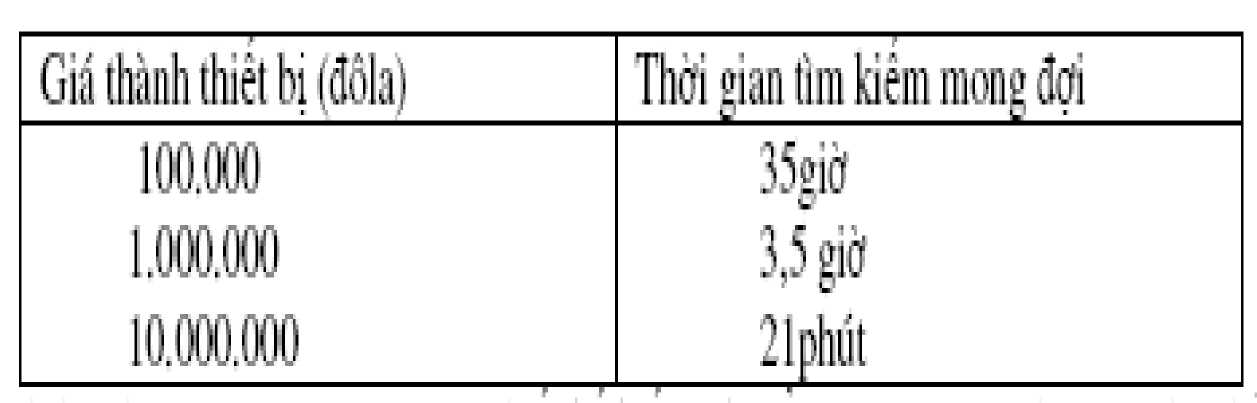 Giá thành thiết bị (đôla) Thời gian tìm kiếm mong đợi
100.000 35giờ
1.000.000 3,5 giờ
10.000.000 21phút